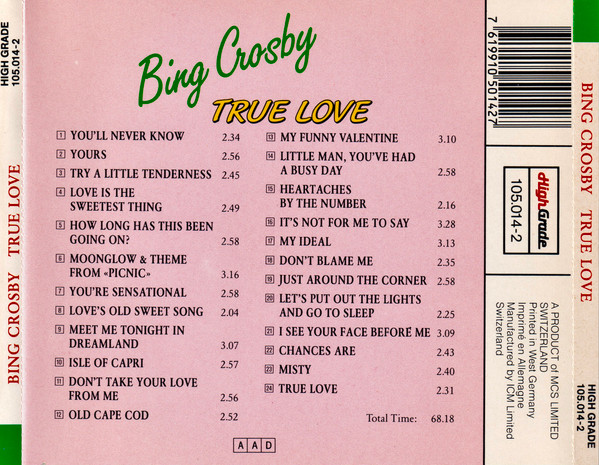 HIGH GRADE
105.014-2
BING CROSBY TRUE LOVE
Bing Crosby
TRUE LOVE
1 YOU'LL NEVER KNOW 2.34
2 YOURS 2.56
3 TRY A LITTLE TENDERNESS 2.45
4 LOVE IS THE
SWEETEST THING 2.49
5 HOW LONG HAS THIS BEEN
GOING ON? 2.58
6 MOONGLOW & THEME
FROM «PICNIC» 3.16
7 YOU'RE SENSATIONAL 2.58
8 LOVE'S OLD SWEET SONG 2.04
9 MEET ME TONIGHT IN
DREAMLAND 3.07
10 ISLE OF CAPRI 2.57
11 DON'T TAKE YOUR LOVE
FROM ME 2.56
12 OLD CAPE COD 2.52
13 MY FUNNY VALENTINE 3.10
14 LITTLE MAN, YOU'VE HAD
A BUSY DAY 2.58
15 HEARTACHES
BY THE NUMBER 2.16
16 IT'S NOT FOR ME TO SAY 3.28
17 MY IDEAL 3.13
18 DON'T BLAME ME 2.35
19 JUST AROUND THE CORNER 2.58
20 LET'S PUT OUT THE LIGHTS
AND GO TO SLEEP 2.25
21 I SEE YOUR FACE BEFORE ME 3.09
22 CHANCES ARE 2.43
23 MISTY 2.40
24 TRUE LOVE 2.31
Total Time: 68.18
AAD
7 619910 501427
HighGrade
105.014-2
A PRODUCT of MCS LIMITED
SWITZERLAND
Printed in West Germany
Imprimé en Allemagne
Manufactured by ICM Limited
Switzerland
BING CROSBY TRUE LOVE
HIGH GRADE
105.014-2